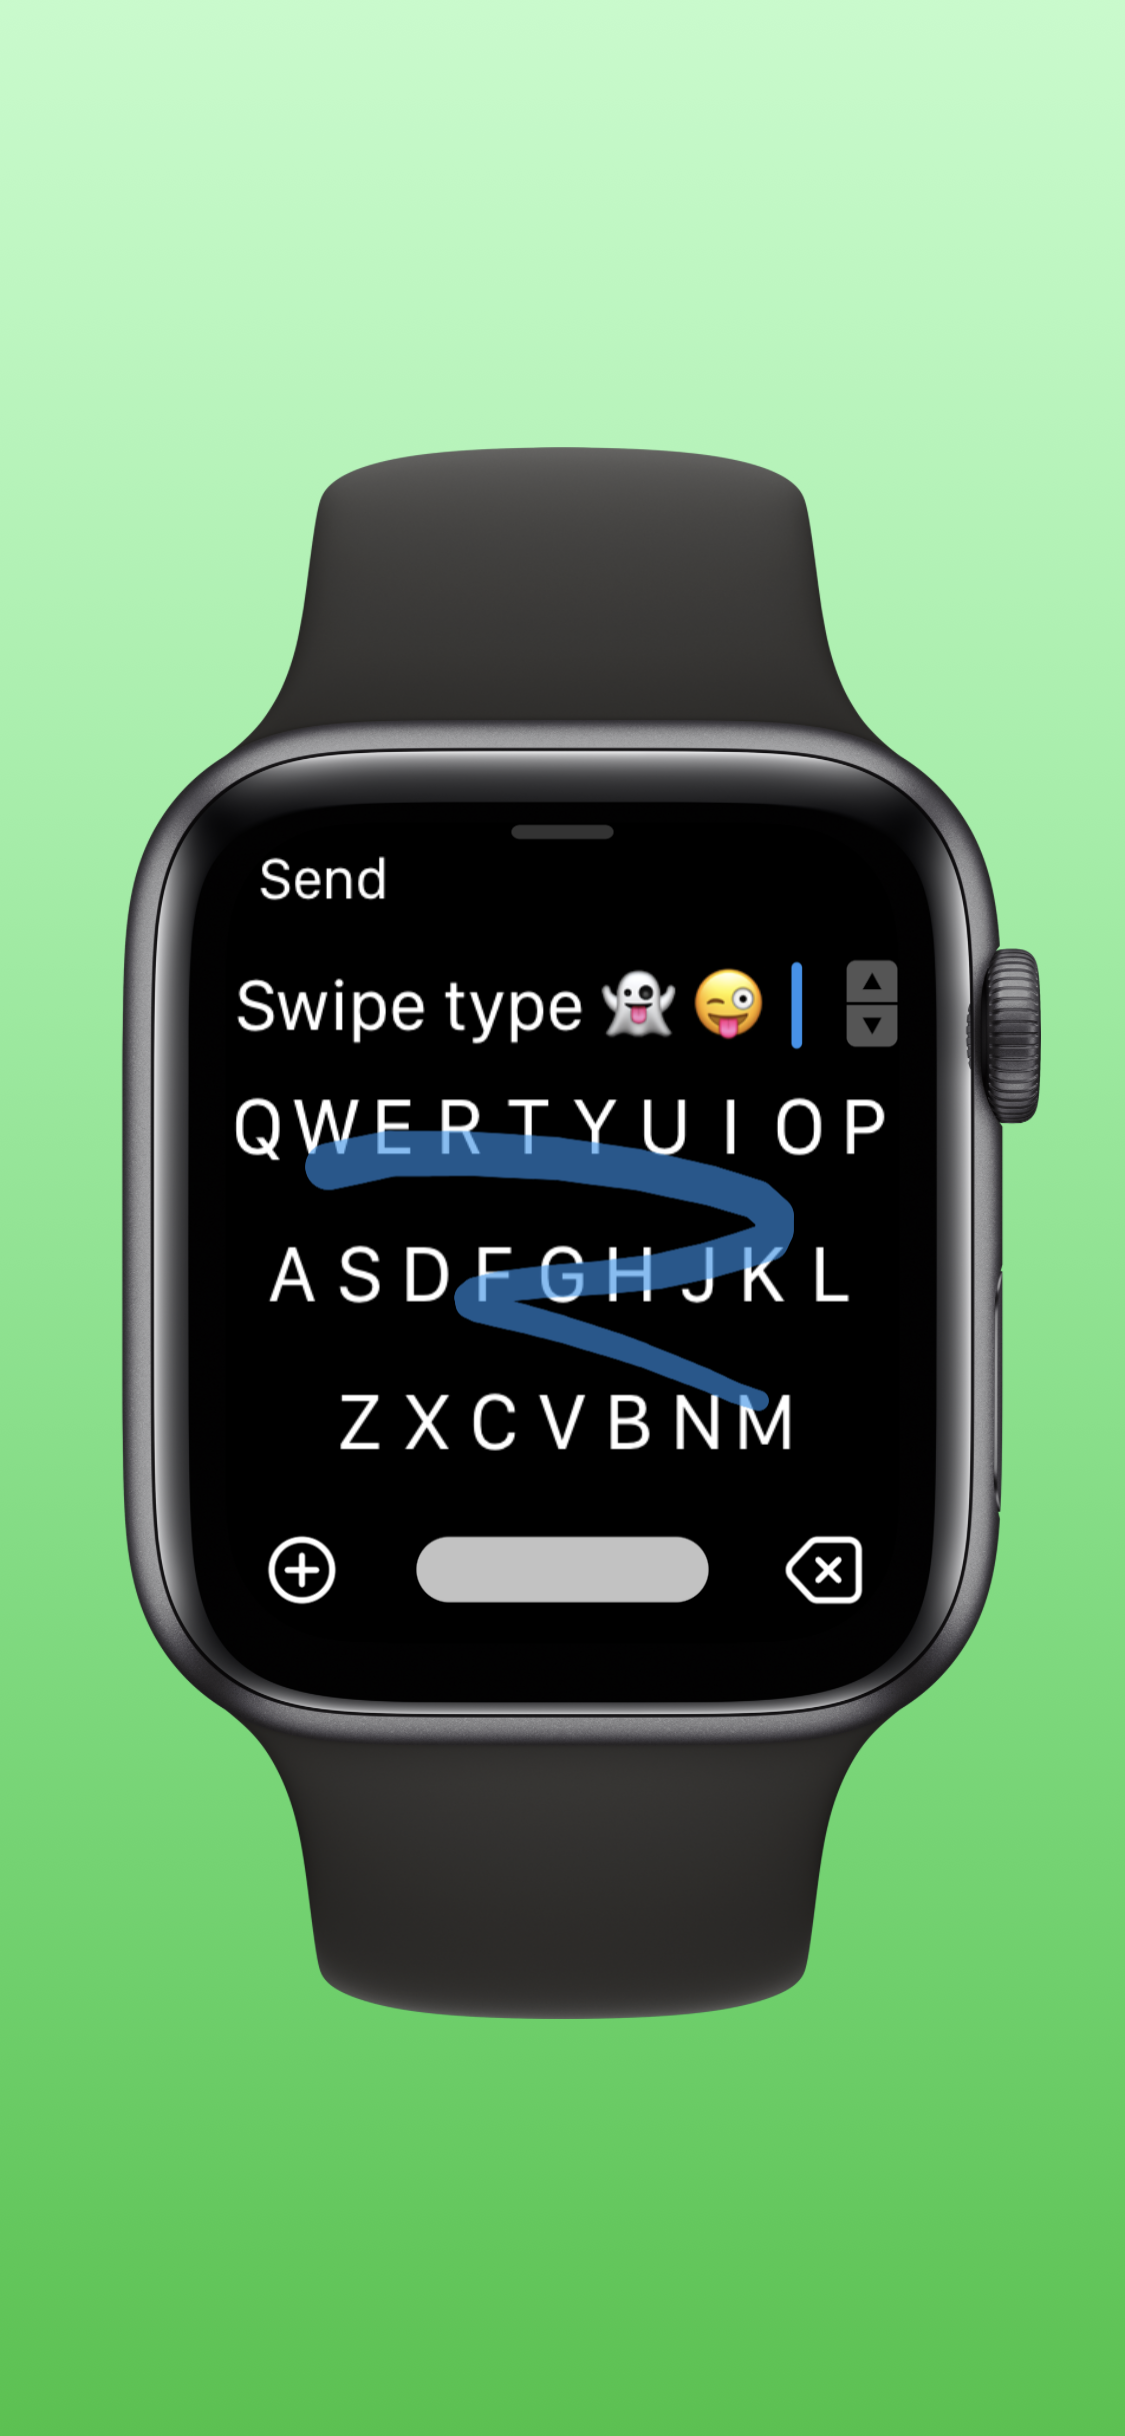 Send
Swipe type 👻 😜
Q W E R T Y U I O P
A S D F G H J K L
Z X C V B N M